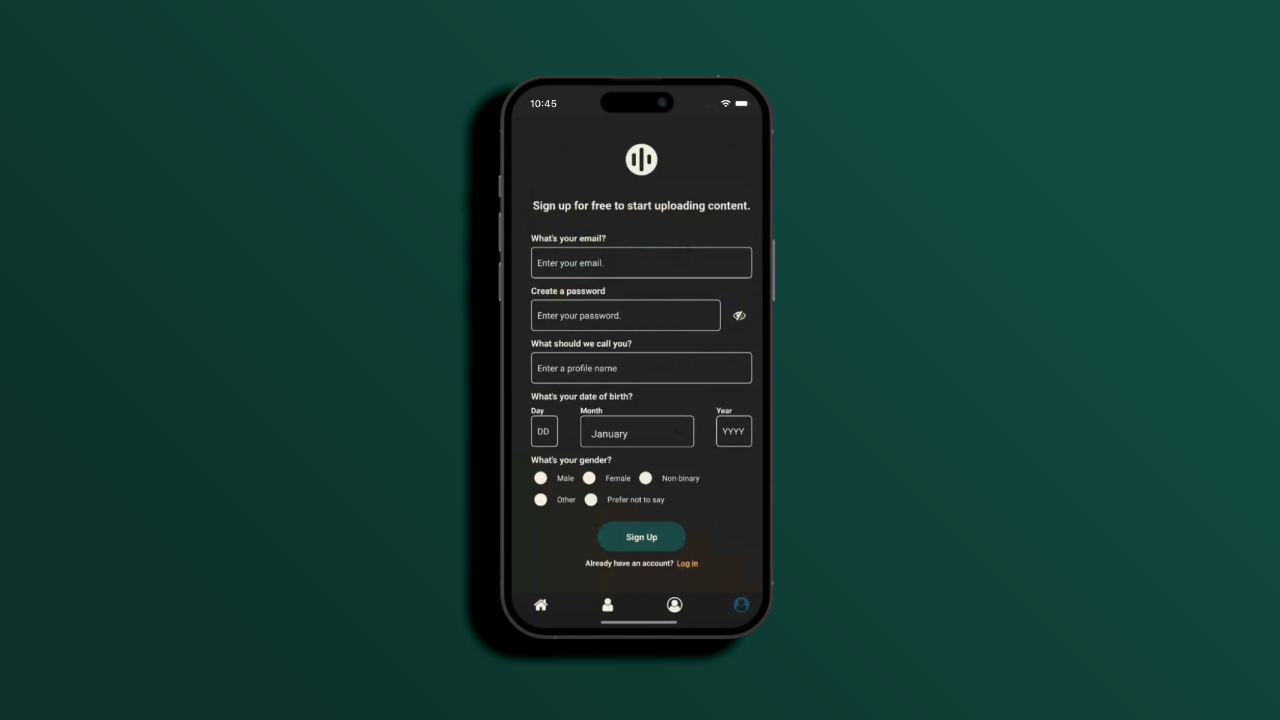 10:45
Sign up for free to start uploading content.
What's your email?
Enter your email.
Create a password
Enter your password.
What should we call you?
Enter a profile name
What's your date of birth?
Day Month Year
DD January YYYY
What's your gender?
Male Female Non-binary
Other Prefer not to say
Sign Up
Already have an account? Log in